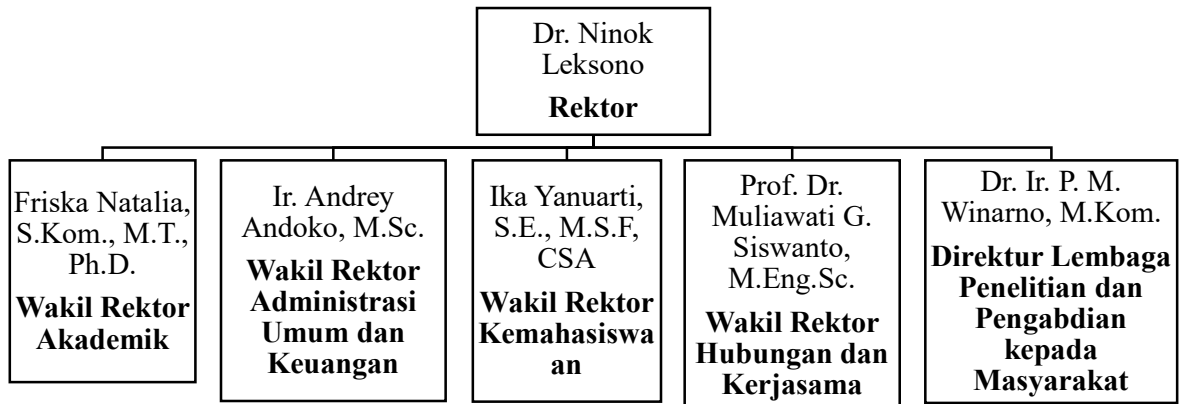 Dr. Ninok
Leksono
Rektor
Friska Natalia,
S.Kom., M.T.,
Ph.D.
Wakil Rektor
Akademik
Ir. Andrey
Andoko, M.Sc.
Wakil Rektor
Administrasi
Umum dan
Keuangan
Ika Yanuarti,
S.E., M.S.F,
CSA
Wakil Rektor
Kemahasiswa
an
Prof. Dr.
Muliawati G.
Siswanto,
M.Eng.Sc.
Wakil Rektor
Hubungan dan
Kerjasama
Dr. Ir. P. M.
Winarno, M.Kom.
Direktur Lembaga
Penelitian dan
Pengabdian
kepada
Masyarakat